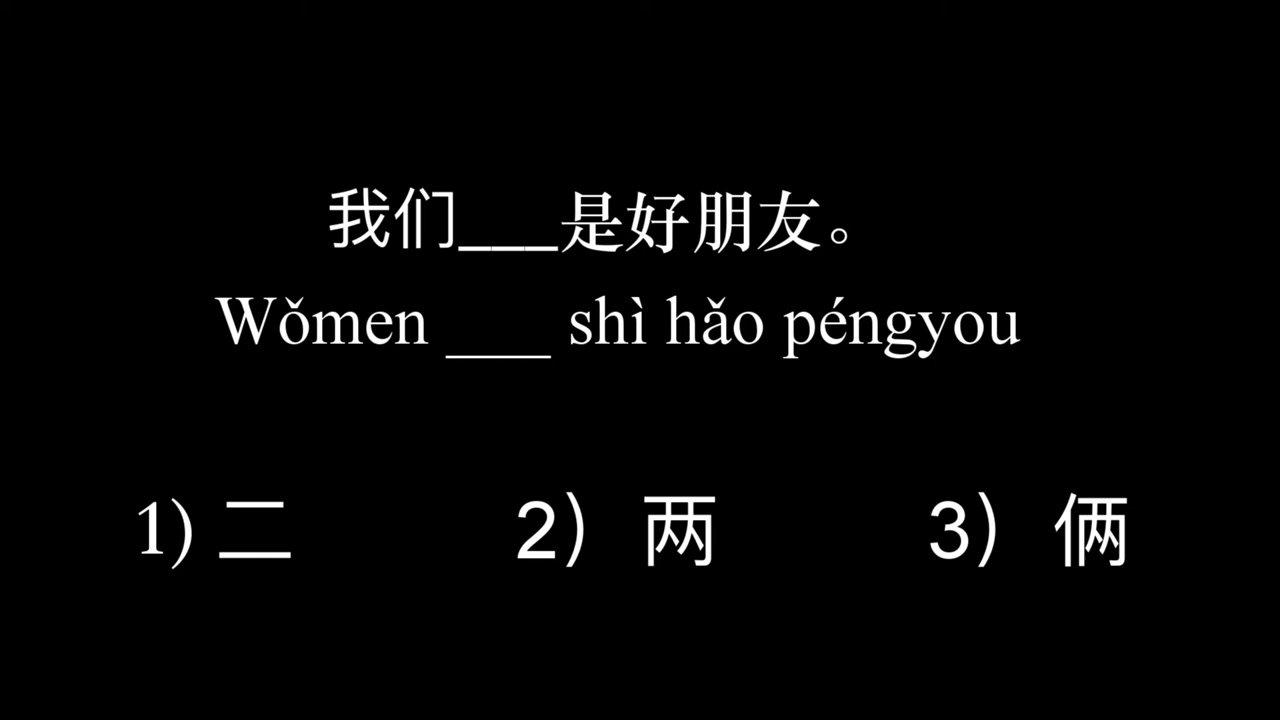 我们___是好朋友。
Wǒmen ___ shì hǎo péngyou
1) 二 2） 两 3） 俩